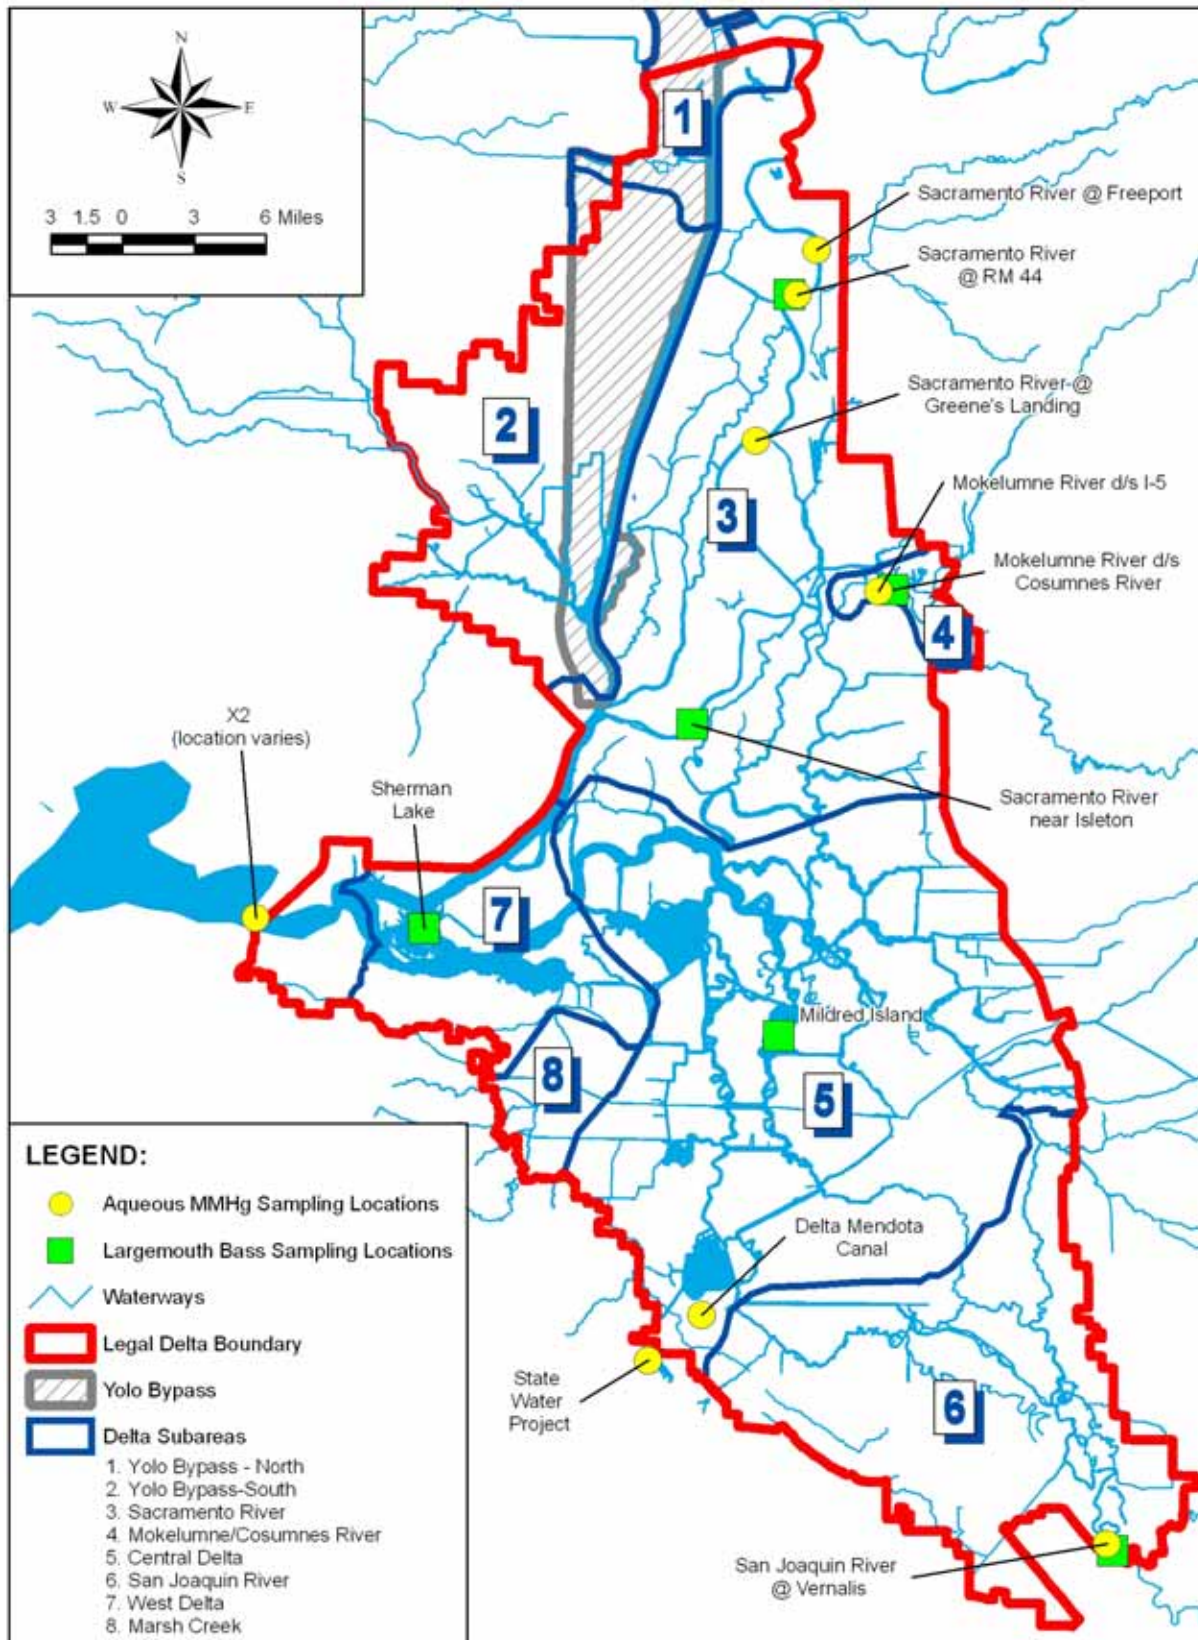 N
W
E
S
3 1.5 0 3 6 Miles
1
Sacramento River @ Freeport
Sacramento River
@ RM 44
Sacramento River-@
Greene's Landing
2
3
Mokelumne River d/s I-5
Mokelumne River d/s
Cosumnes River
4
X2
(location varies)
Sherman
Lake
Sacramento River
near Isleton
7
Mildred Island
8
5
LEGEND:
Aqueous MMHg Sampling Locations
Largemouth Bass Sampling Locations
Waterways
Legal Delta Boundary
Yolo Bypass
Delta Subareas
1. Yolo Bypass - North
2. Yolo Bypass-South
3. Sacramento River
4. Mokelumne/Cosumnes River
5. Central Delta
6. San Joaquin River
7. West Delta
8. Marsh Creek
Delta Mendota
Canal
State
Water
Project
6
San Joaquin River
@ Vernalis